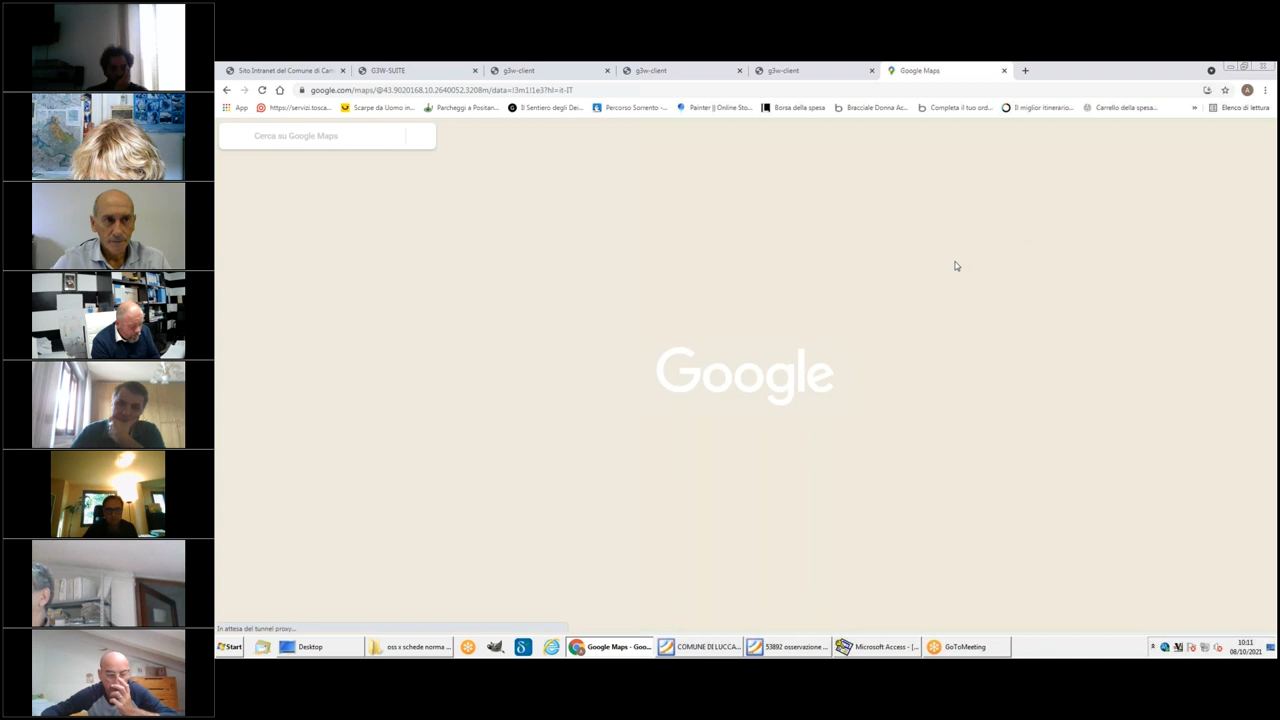 Sito Intranet del Comune di Cam
G3W-SUITE
g3w-client
g3w-client
g3w-client
Google Maps
google.com/maps/@43.9020168,10.2640052,3208m/data=!3m1!1e3?hl=it-IT
App
https://servizi.tosca...
Scarpe da Uomo in...
Parcheggi a Positan...
Il Sentiero degli Dei...
Percorso Sorrento -...
Painter || Online Sto...
Borsa della spesa
Bracciale Donna Ac...
Completa il tuo ord...
Il miglior itinerario...
Carrello della spesa...
»
Elenco di lettura
Cerca su Google Maps
Google
In attesa del tunnel proxy...
Start
Desktop
oss x schede norma ...
Google Maps - Goo...
COMUNE DI LUCCA...
53892 osservazione ...
Microsoft Access - [...
GoToMeeting
10:11
08/10/2021